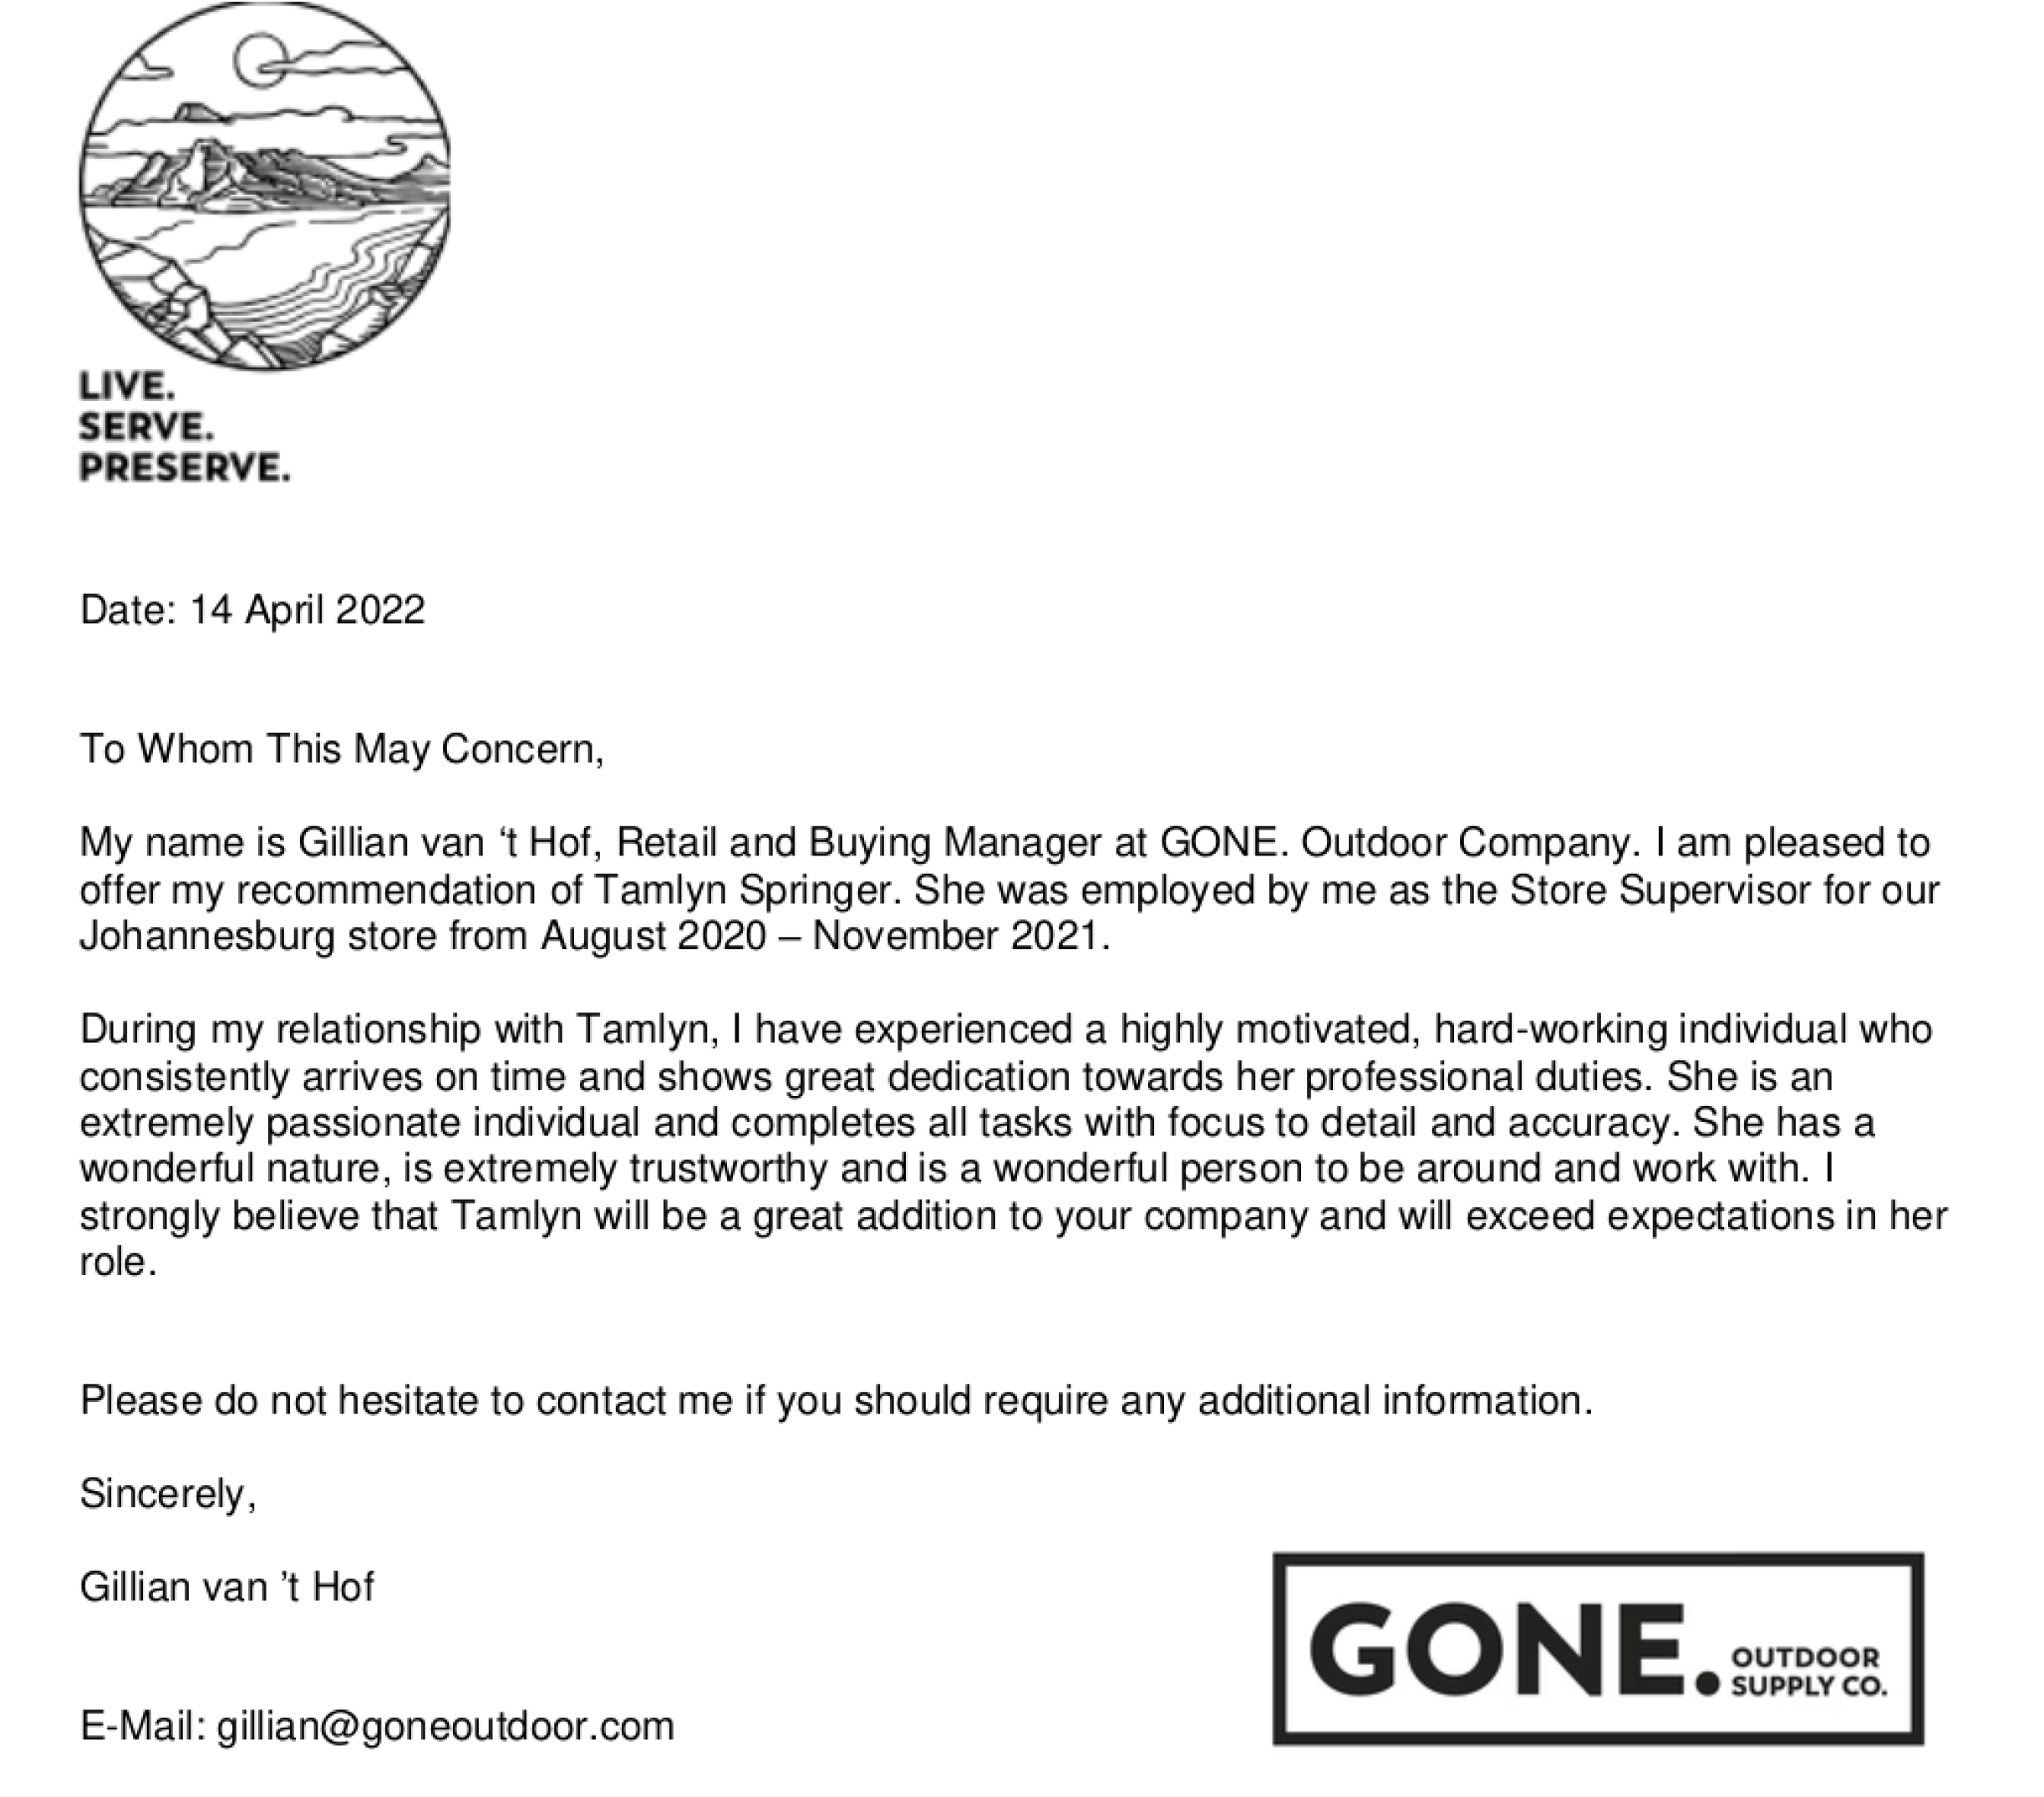 LIVE.
SERVE.
PRESERVE.
Date: 14 April 2022
To Whom This May Concern,
My name is Gillian van ‘t Hof, Retail and Buying Manager at GONE. Outdoor Company. I am pleased to
offer my recommendation of Tamlyn Springer. She was employed by me as the Store Supervisor for our
Johannesburg store from August 2020 – November 2021.
During my relationship with Tamlyn, I have experienced a highly motivated, hard-working individual who
consistently arrives on time and shows great dedication towards her professional duties. She is an
extremely passionate individual and completes all tasks with focus to detail and accuracy. She has a
wonderful nature, is extremely trustworthy and is a wonderful person to be around and work with. I
strongly believe that Tamlyn will be a great addition to your company and will exceed expectations in her
role.
Please do not hesitate to contact me if you should require any additional information.
Sincerely,
Gillian van ’t Hof
E-Mail: gillian@goneoutdoor.com
GONE. OUTDOOR
SUPPLY CO.